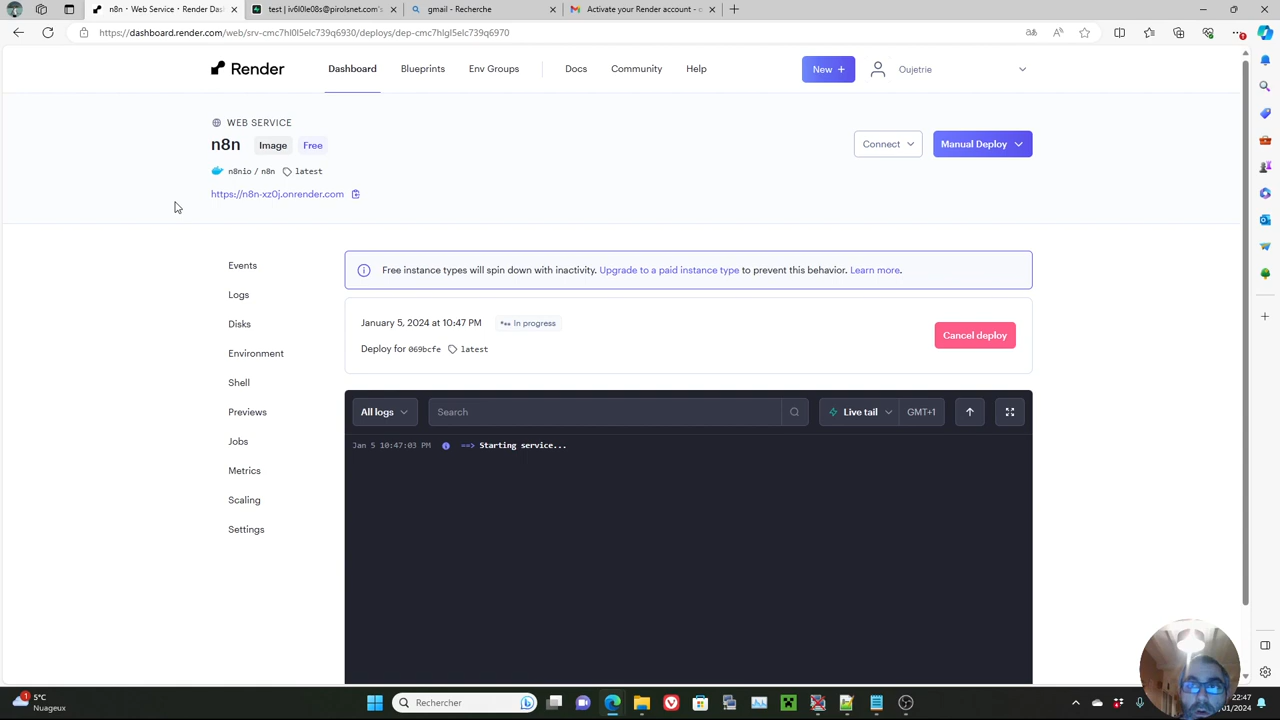 n8n · Web Service · Render Das
test | iv6l0le08s@pirolsnet.com's
gmail - Recherche
Activate your Render account - c
https://dashboard.render.com/web/srv-cmc7hl0l5elc739q6930/deploys/dep-cmc7hlgl5elc739q6970
Render
Dashboard
Blueprints
Env Groups
Docs
Community
Help
New +
Oujetrie
WEB SERVICE
n8n Image Free
Connect
Manual Deploy
n8nio / n8n latest
https://n8n-xz0j.onrender.com
Events
Logs
Disks
Environment
Shell
Previews
Jobs
Metrics
Scaling
Settings
Free instance types will spin down with inactivity. Upgrade to a paid instance type to prevent this behavior. Learn more.
January 5, 2024 at 10:47 PM In progress
Deploy for 069bcfe latest
Cancel deploy
All logs
Search
Live tail
GMT+1
Jan 5 10:47:03 PM ==> Starting service...
1
5°C
Nuageux
Rechercher
22:47
/01/2024